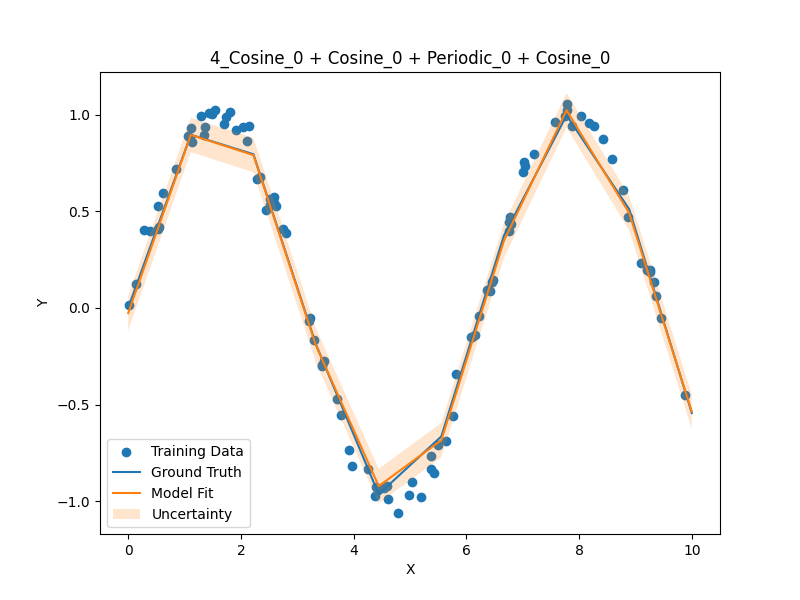 4_Cosine_0 + Cosine_0 + Periodic_0 + Cosine_0
1.0
0.5
0.0
−0.5
−1.0
Y
Training Data
Ground Truth
Model Fit
Uncertainty
0 2 4 6 8 10
X